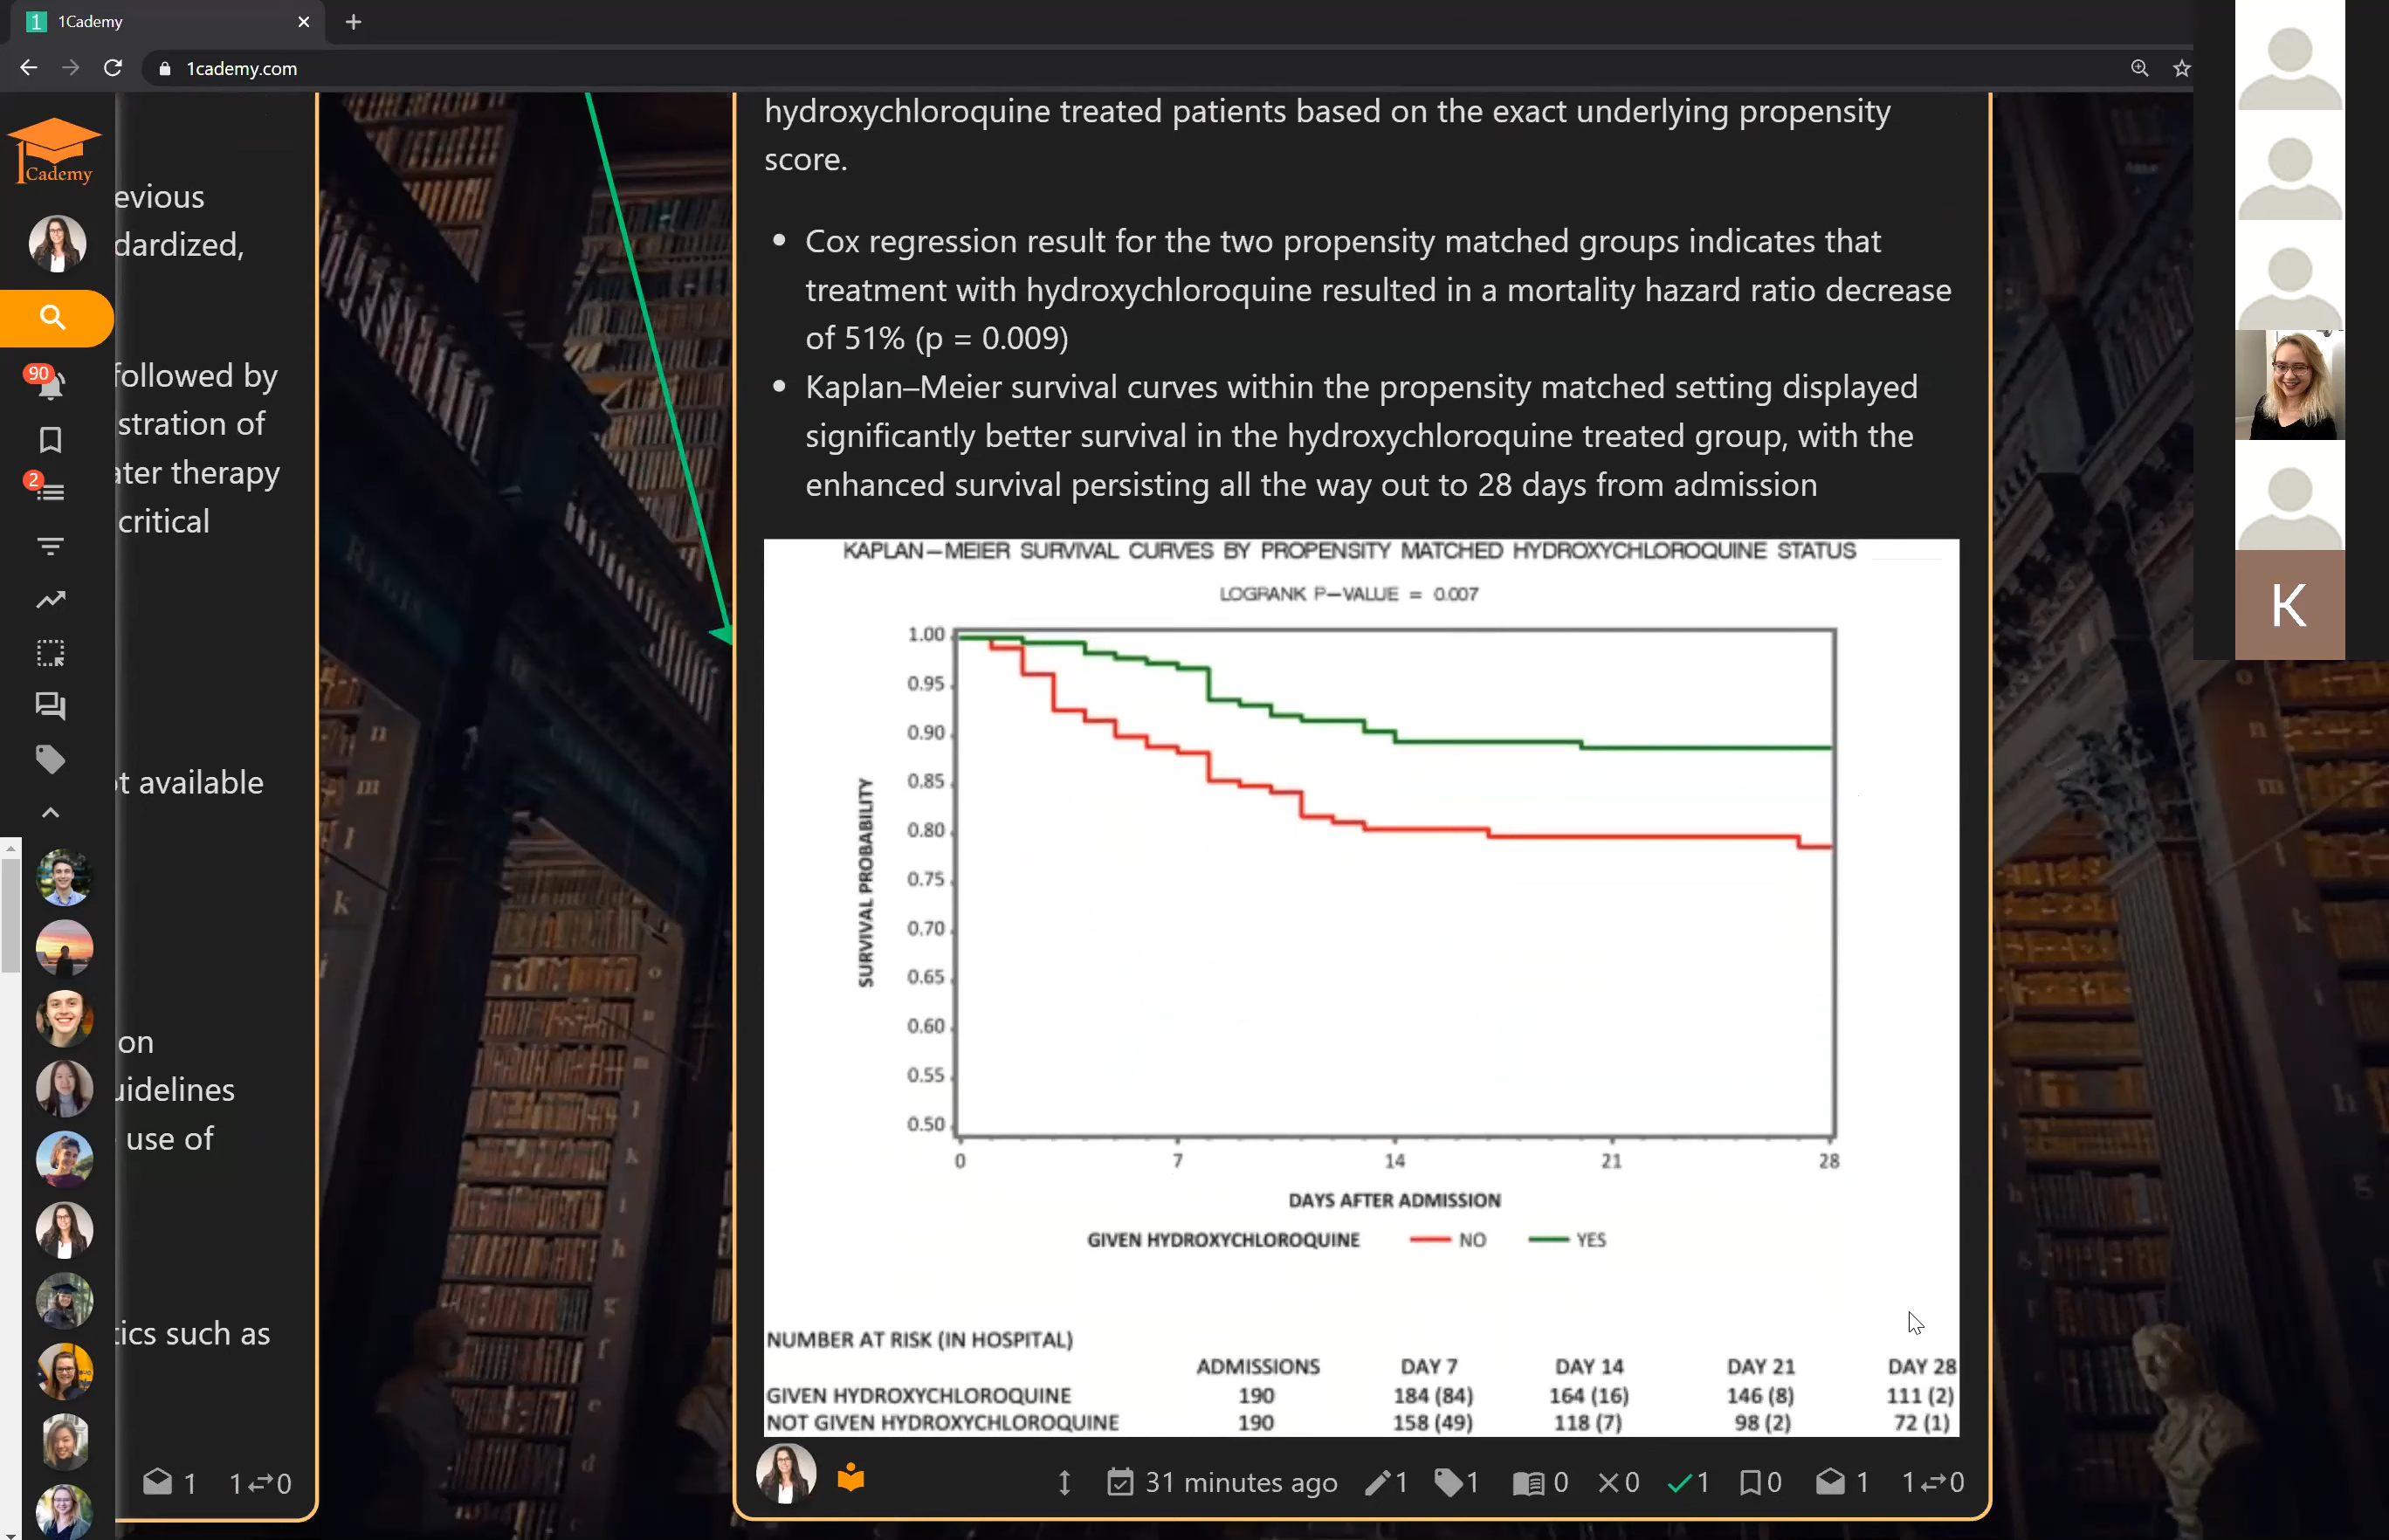 1 1Cademy
1cademy.com
1Cademy
90
2
evious
dardized,
followed by
stration of
ater therapy
critical
t available
on
uidelines
use of
tics such as
1 1 0
hydroxychloroquine treated patients based on the exact underlying propensity
score.
• Cox regression result for the two propensity matched groups indicates that
treatment with hydroxychloroquine resulted in a mortality hazard ratio decrease
of 51% (p = 0.009)
• Kaplan–Meier survival curves within the propensity matched setting displayed
significantly better survival in the hydroxychloroquine treated group, with the
enhanced survival persisting all the way out to 28 days from admission
KAPLAN–MEIER SURVIVAL CURVES BY PROPENSITY MATCHED HYDROXYCHLOROQUINE STATUS
LOGRANK P–VALUE = 0.007
SURVIVAL PROBABILITY
1.00
0.95
0.90
0.85
0.80
0.75
0.70
0.65
0.60
0.55
0.50
0 7 14 21 28
DAYS AFTER ADMISSION
GIVEN HYDROXYCHLOROQUINE NO YES
NUMBER AT RISK (IN HOSPITAL)
ADMISSIONS DAY 7 DAY 14 DAY 21 DAY 28
GIVEN HYDROXYCHLOROQUINE 190 184 (84) 164 (16) 146 (8) 111 (2)
NOT GIVEN HYDROXYCHLOROQUINE 190 158 (49) 118 (7) 98 (2) 72 (1)
31 minutes ago 1 1 0 0 1 0 1 1 0
K